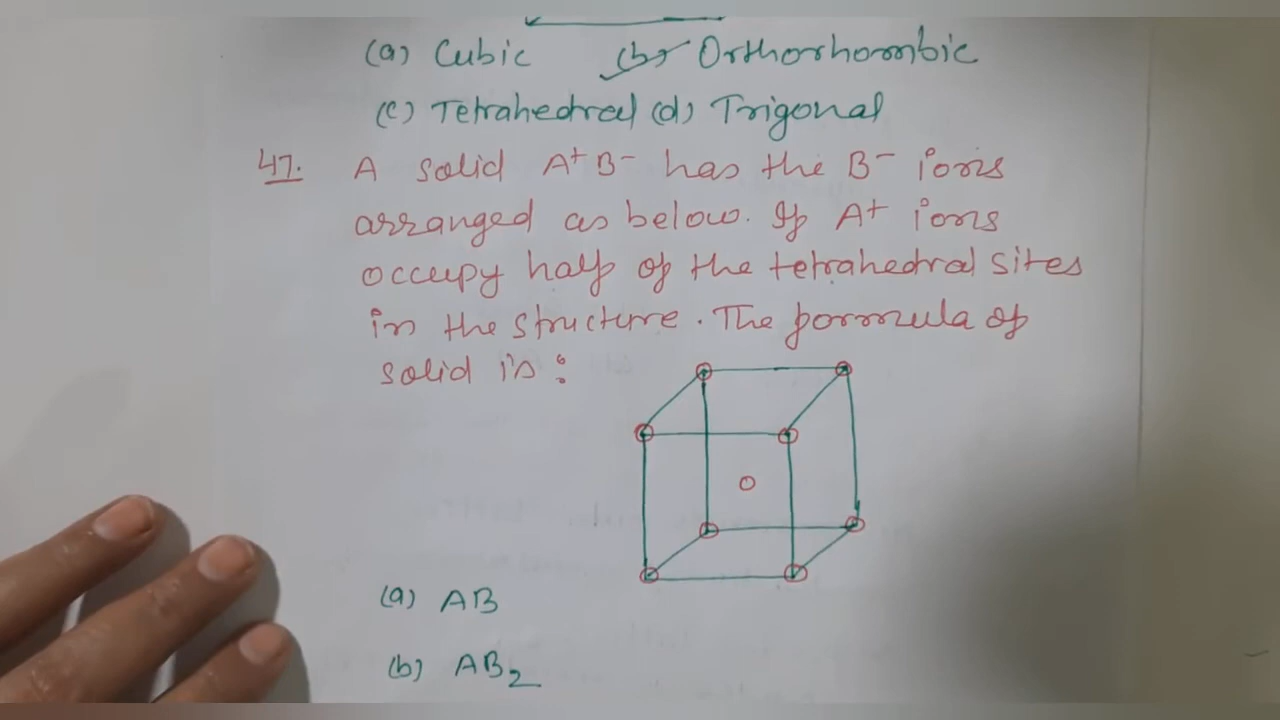 (a) Cubic (b) Orthorhombic
(c) Tetrahedral (d) Trigonal
47. A solid A+ B- has the B- ions
arranged as below. If A+ ions
occupy half of the tetrahedral sites
in the structure. The formula of
solid is :
(a) AB
(b) AB2